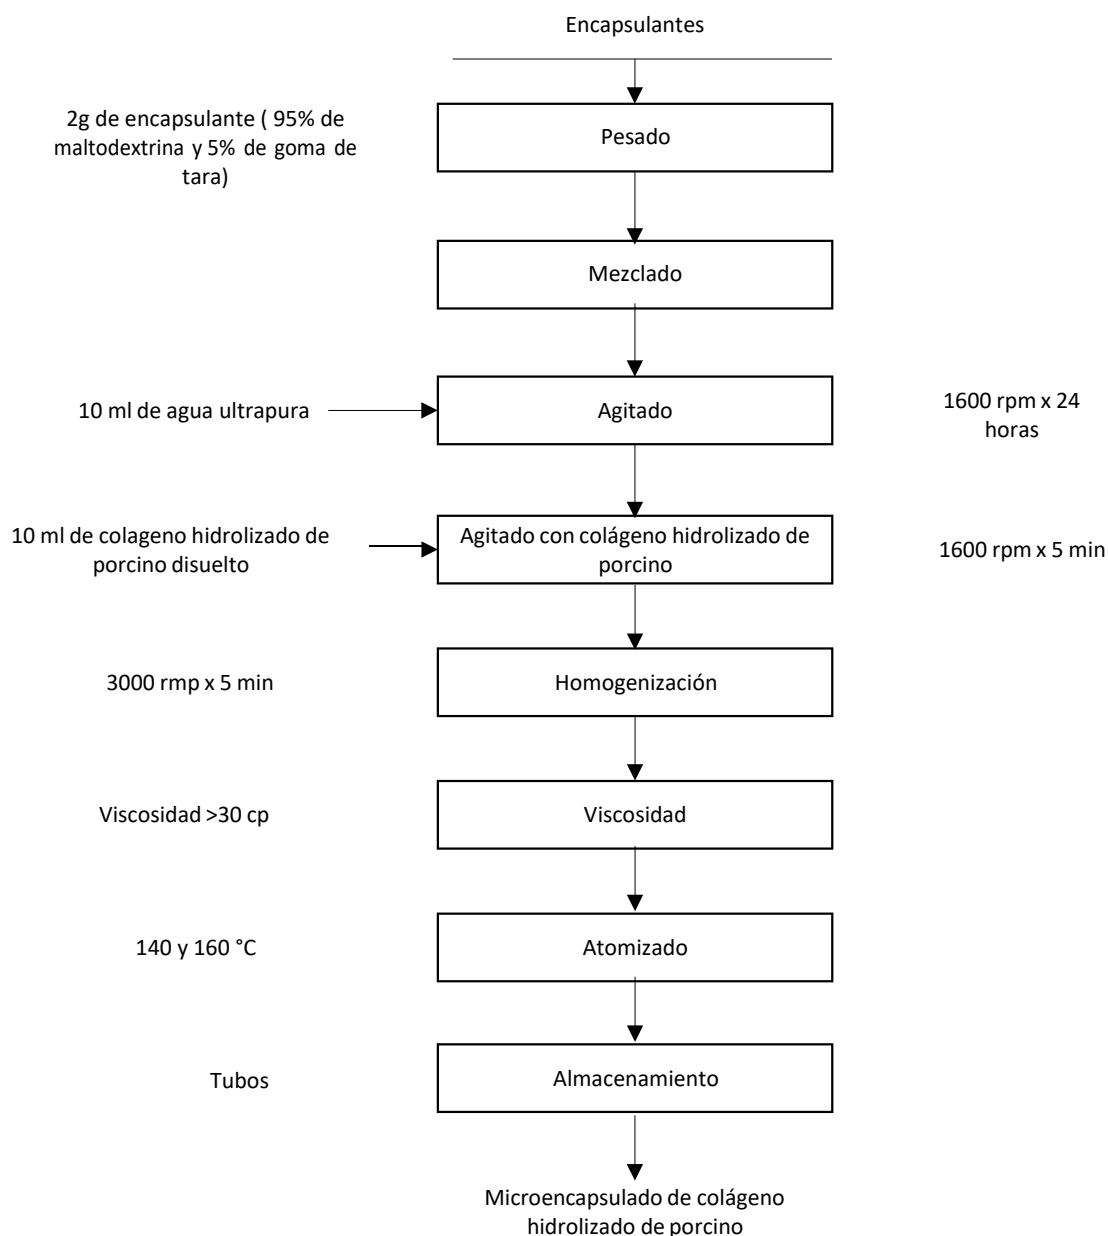 Encapsulantes
2g de encapsulante ( 95% de
maltodextrina y 5% de goma de
tara)
Pesado
Mezclado
10 ml de agua ultrapura
Agitado
1600 rpm x 24
horas
10 ml de colageno hidrolizado de
porcino disuelto
Agitado con colágeno hidrolizado de
porcino
1600 rpm x 5 min
3000 rmp x 5 min
Homogenización
Viscosidad >30 cp
Viscosidad
140 y 160 °C
Atomizado
Tubos
Almacenamiento
Microencapsulado de colágeno
hidrolizado de porcino